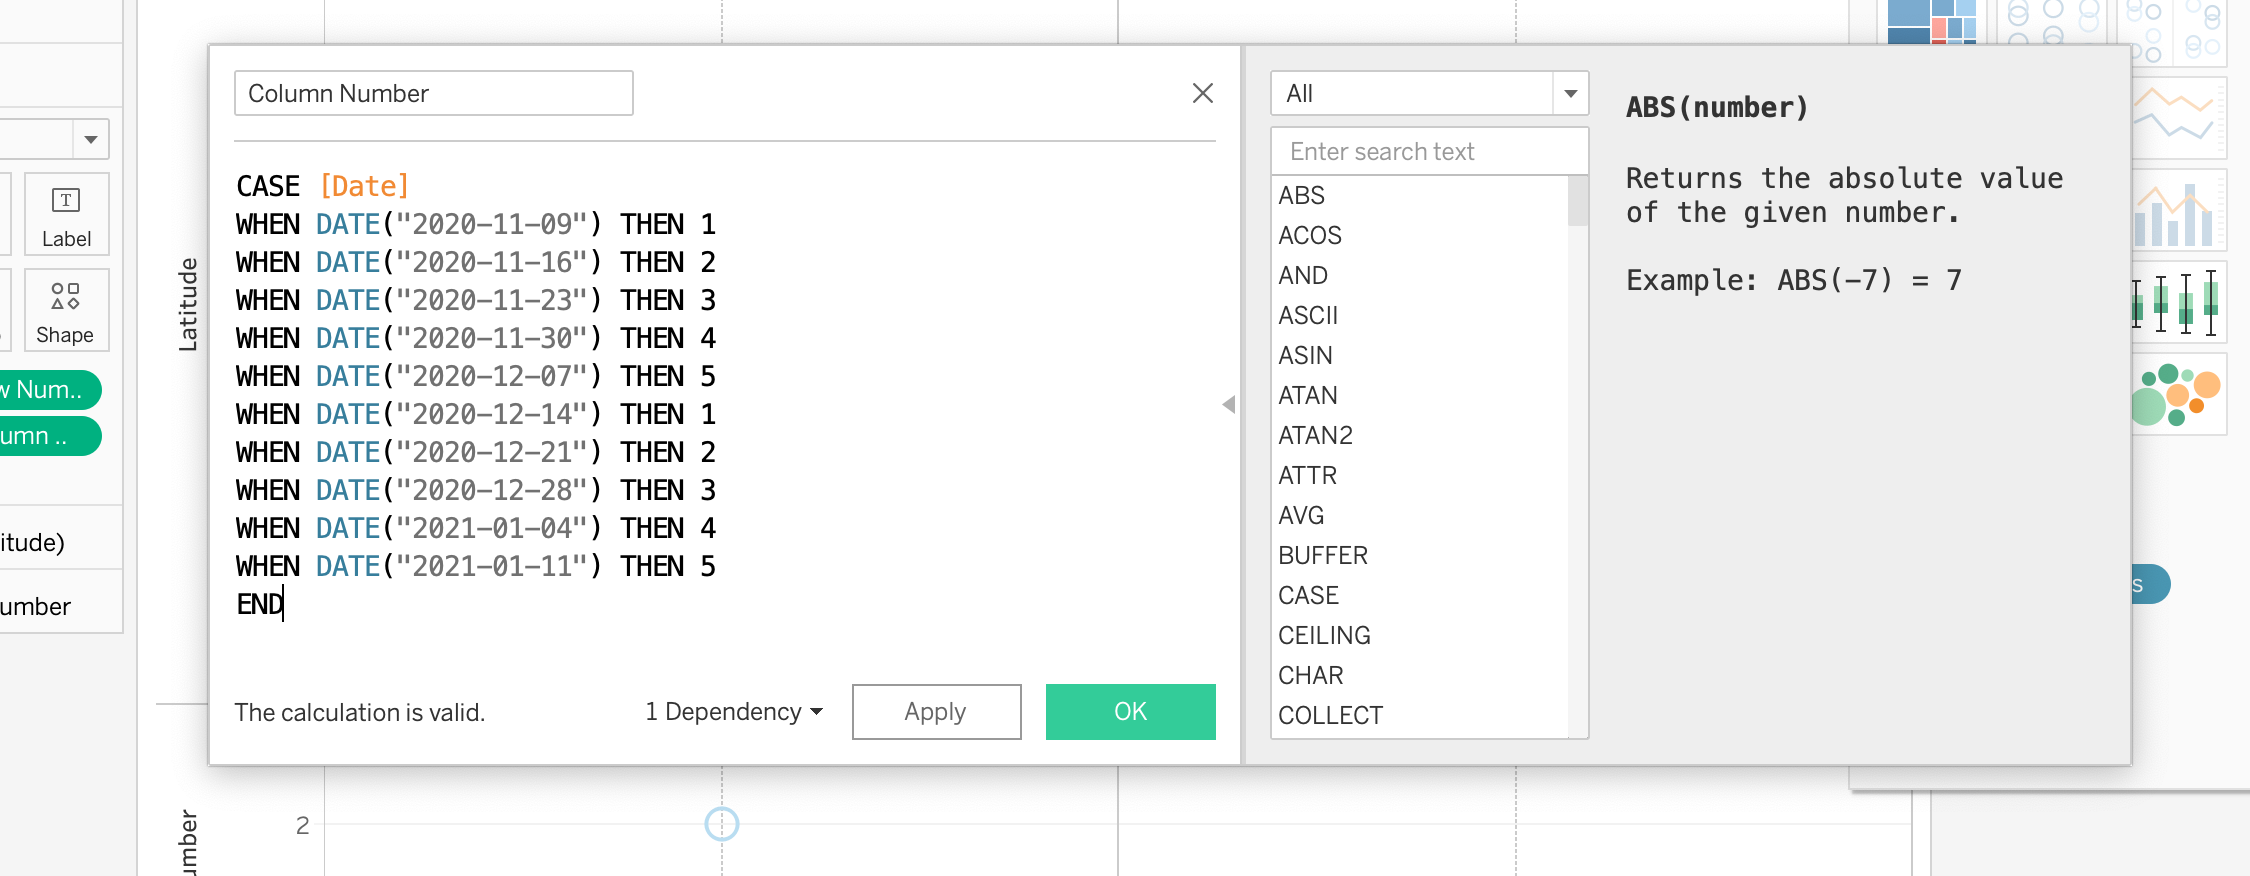 Column Number
CASE [Date]
WHEN DATE("2020-11-09") THEN 1
WHEN DATE("2020-11-16") THEN 2
WHEN DATE("2020-11-23") THEN 3
WHEN DATE("2020-11-30") THEN 4
WHEN DATE("2020-12-07") THEN 5
WHEN DATE("2020-12-14") THEN 1
WHEN DATE("2020-12-21") THEN 2
WHEN DATE("2020-12-28") THEN 3
WHEN DATE("2021-01-04") THEN 4
WHEN DATE("2021-01-11") THEN 5
END
The calculation is valid.
1 Dependency
Apply
OK
All
Enter search text
ABS
ACOS
AND
ASCII
ASIN
ATAN
ATAN2
ATTR
AVG
BUFFER
CASE
CEILING
CHAR
COLLECT
ABS(number)
Returns the absolute value
of the given number.
Example: ABS(-7) = 7
Label
Shape
w Num..
umn ..
itude)
umber
Latitude
umber
2
s